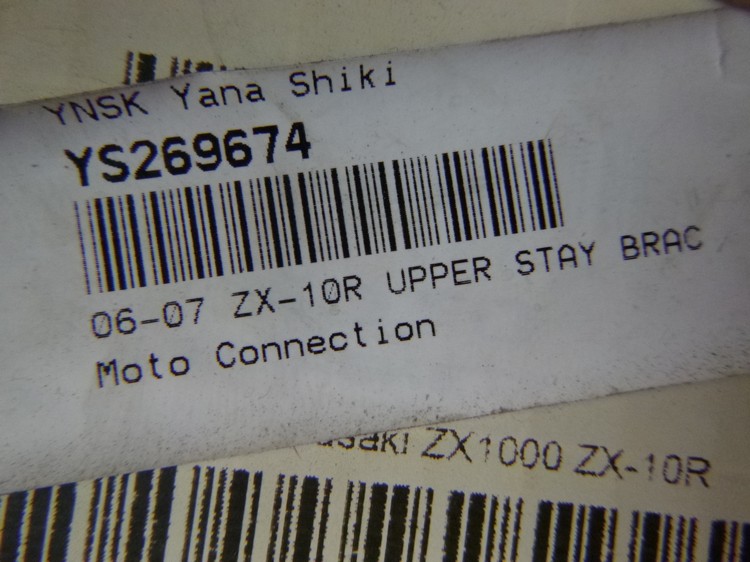 YNSK Yana Shiki
YS269674
06-07 ZX-10R UPPER STAY BRAC
Moto Connection
ZX1000 ZX-10R